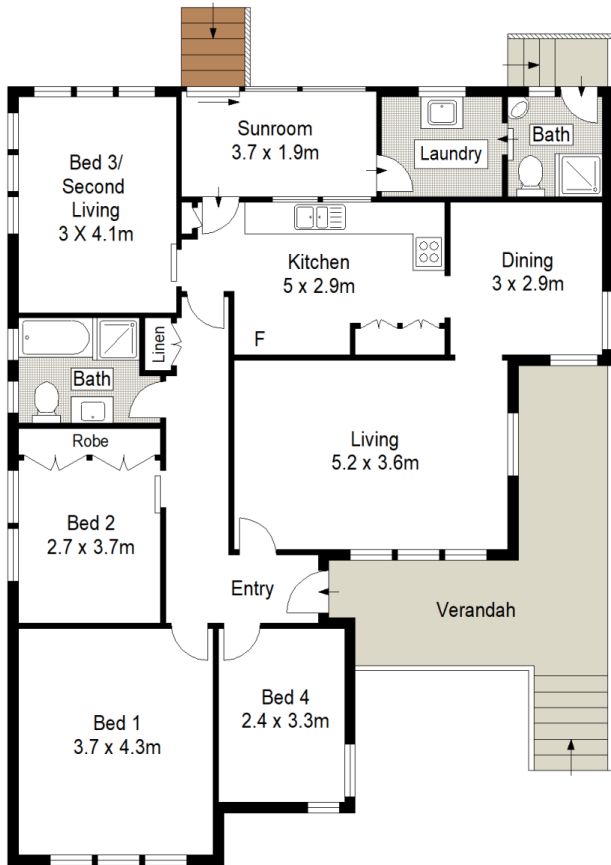 Sunroom
3.7 x 1.9m
Laundry
Bath
Bed 3/
Second
Living
3 X 4.1m
Kitchen
5 x 2.9m
Dining
3 x 2.9m
F
Linen
Bath
Robe
Living
5.2 x 3.6m
Bed 2
2.7 x 3.7m
Entry
Verandah
Bed 1
3.7 x 4.3m
Bed 4
2.4 x 3.3m